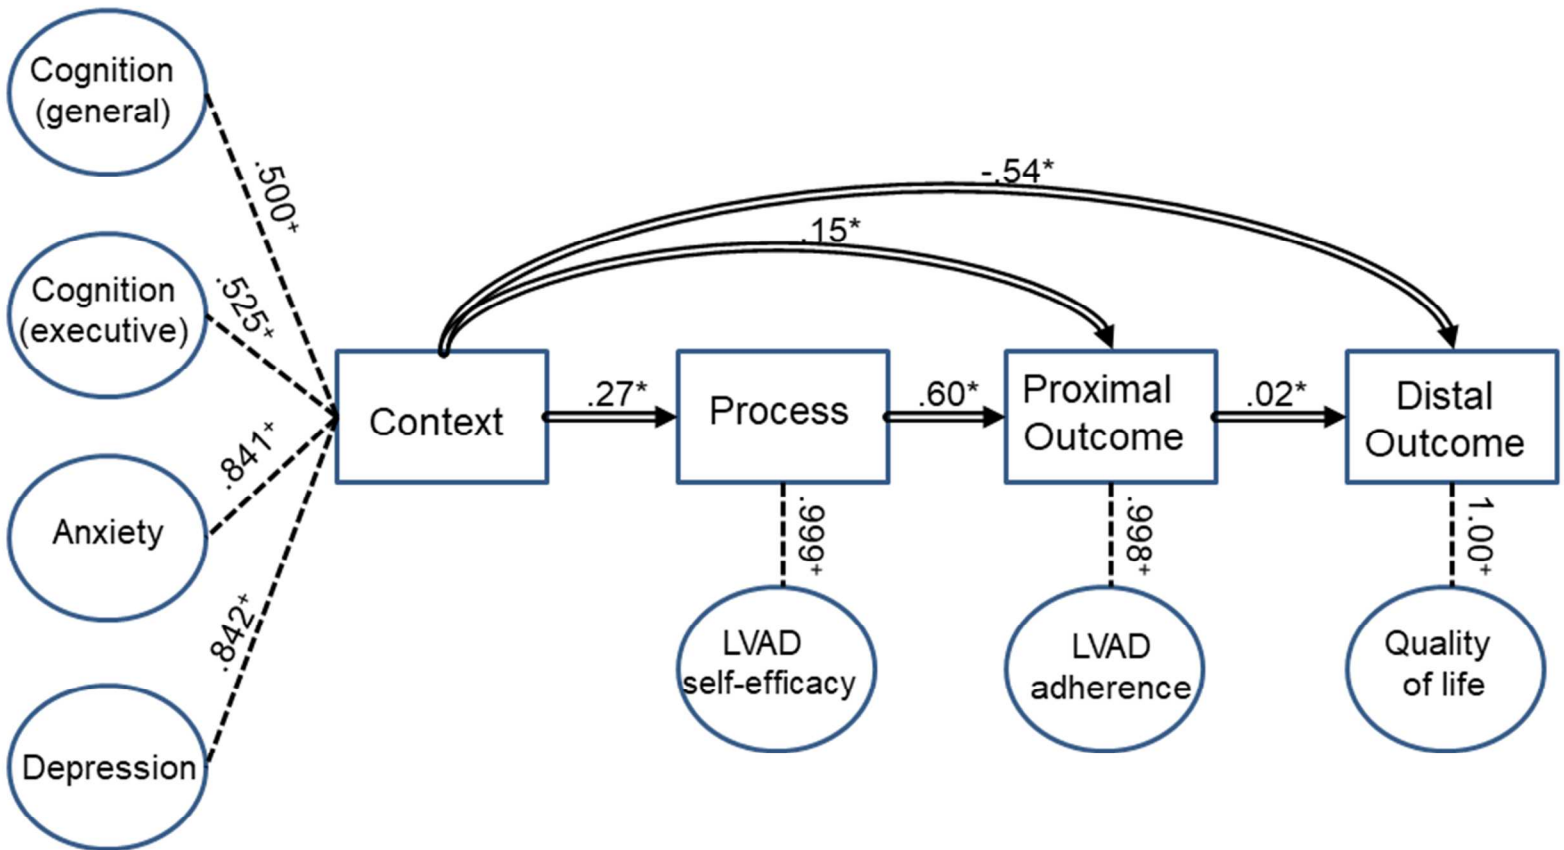 Cognition
(general)
.500+
Cognition
(executive)
.525+
Anxiety
.841+
Depression
.842+
-.54*
.15*
Context
.27*
Process
.60*
Proximal
Outcome
.02*
Distal
Outcome
.999+
.998+
1.00+
LVAD
self-efficacy
LVAD
adherence
Quality
of life